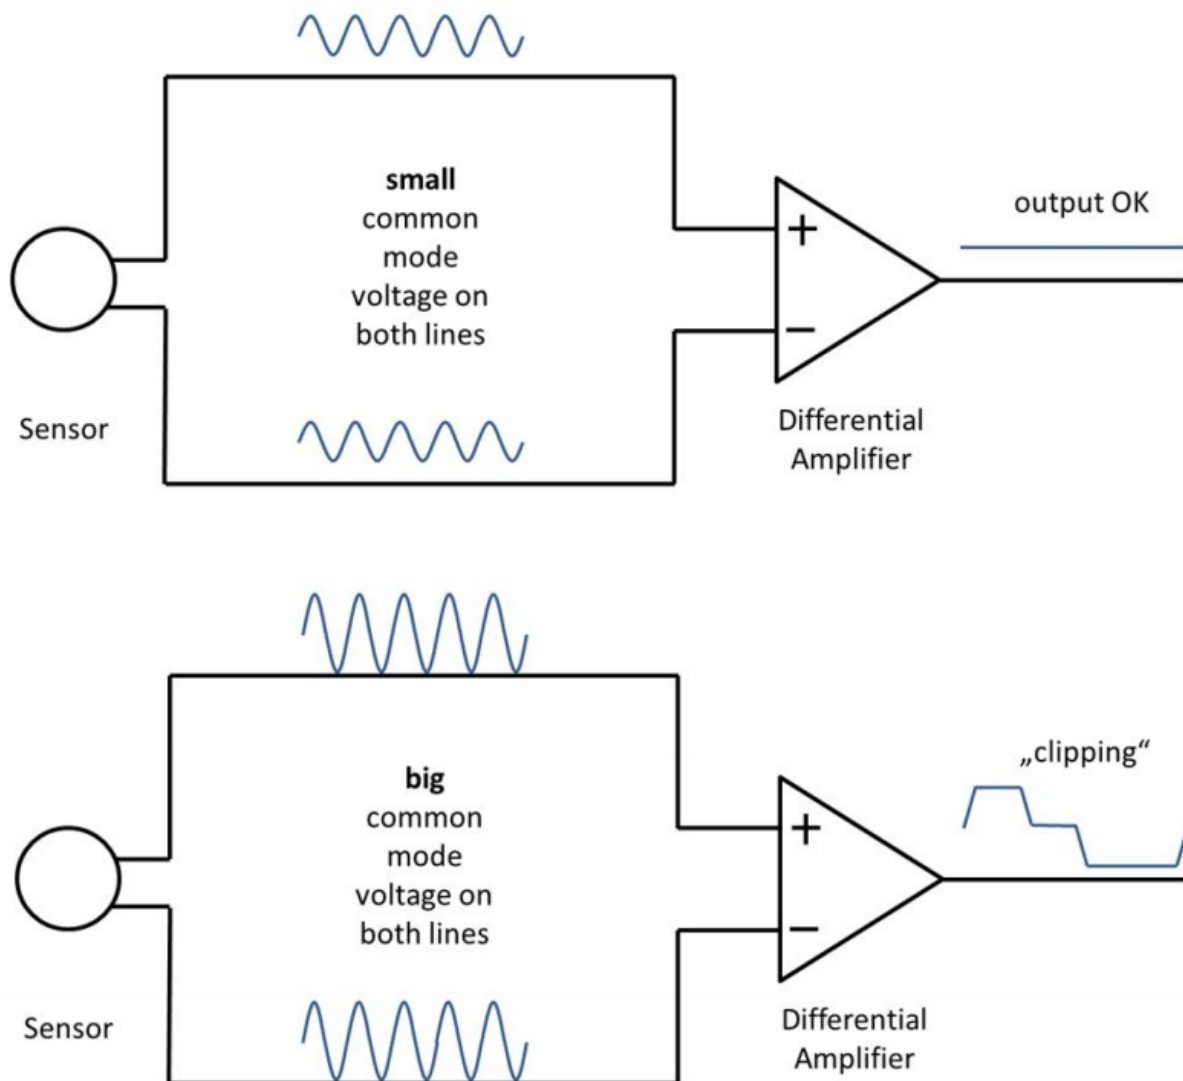 small
common
mode
voltage on
both lines
output OK
+
−
Sensor
Differential
Amplifier
big
common
mode
voltage on
both lines
„clipping“
+
−
Sensor
Differential
Amplifier